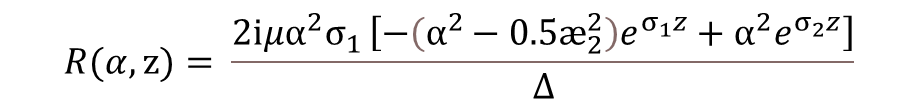 R(α, z) = 2iμα²σ₁ [−(α² − 0.5æ₂²)e^{σ₁z} + α²e^{σ₂z}] / Δ